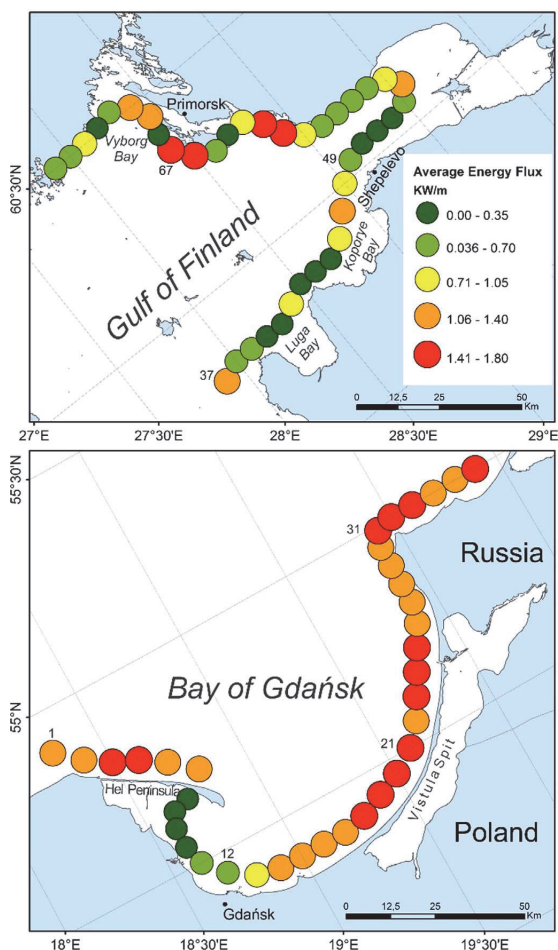 Primorsk
Vyborg
Bay
67
60°30'N
49
Shepelevo
Koporye
Bay
Gulf of Finland
Luga
Bay
37
Average Energy Flux
KW/m
0.00 - 0.35
0.036 - 0.70
0.71 - 1.05
1.06 - 1.40
1.41 - 1.80
0 12,5 25 50
Km
27°E 27°30'E 28°E 28°30'E 29°E
55°30'N
31
Russia
Bay of Gdańsk
55°N
1
21
Hel Peninsula
Vistula Spit
12
Poland
Gdańsk
0 12,5 25 50
Km
18°E 18°30'E 19°E 19°30'E